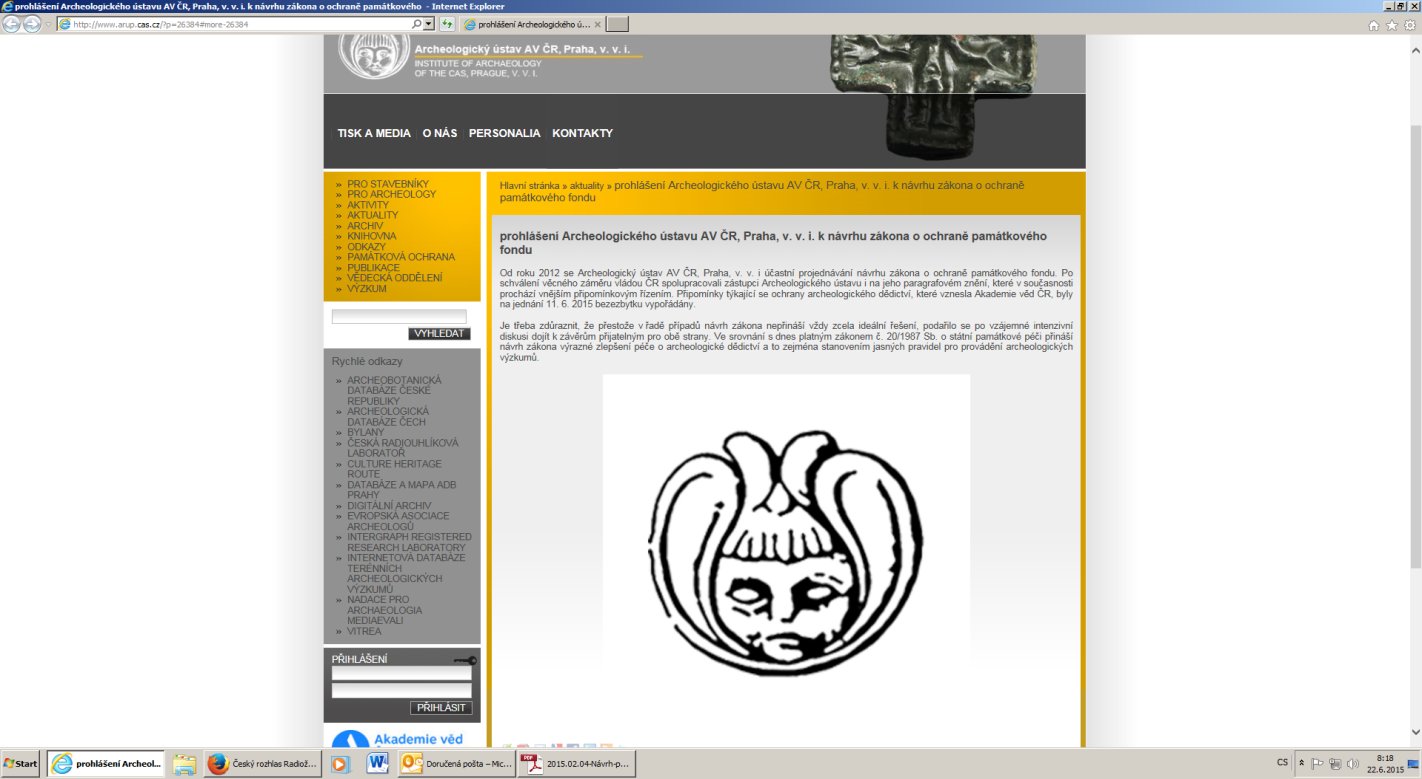 prohlášení Archeologického ústavu AV ČR, Praha, v. v. i. k návrhu zákona o ochraně památkového - Internet Explorer
http://www.arup.cas.cz/?p=26384#more-26384
prohlášení Archeologického ú...
Archeologický ústav AV ČR, Praha, v. v. i.
INSTITUTE OF ARCHAEOLOGY
OF THE CAS, PRAGUE, V. V. I.
TISK A MEDIA O NÁS PERSONALIA KONTAKTY
» PRO STAVEBNÍKY
» PRO ARCHEOLOGY
» AKTIVITY
» AKTUALITY
» ARCHIV
» KNIHOVNA
» ODKAZY
» PAMÁTKOVÁ OCHRANA
» PUBLIKACE
» VĚDECKÁ ODDĚLENÍ
» VÝZKUM
VYHLEDAT
Rychlé odkazy
» ARCHEOBOTANICKÁ
DATABÁZE ČESKÉ
REPUBLIKY
» ARCHEOLOGICKÁ
DATABÁZE ČECH
» BYLANY
» ČESKÁ RADIOUHLÍKOVÁ
LABORATOŘ
» CULTURE HERITAGE
ROUTE
» DATABÁZE A MAPA ADB
PRAHY
» DIGITÁLNÍ ARCHIV
» EVROPSKÁ ASOCIACE
ARCHEOLOGŮ
» INTERGRAPH REGISTERED
RESEARCH LABORATORY
» INTERNETOVÁ DATABÁZE
TERÉNNÍCH
ARCHEOLOGICKÝCH
VÝZKUMŮ
» NADACE PRO
ARCHAEOLOGIA
MEDIAEVALI
» VITREA
PŘIHLÁŠENÍ
PŘIHLÁSIT
Akademie věd
Hlavní stránka » aktuality » prohlášení Archeologického ústavu AV ČR, Praha, v. v. i. k návrhu zákona o ochraně
památkového fondu
prohlášení Archeologického ústavu AV ČR, Praha, v. v. i. k návrhu zákona o ochraně památkového
fondu
Od roku 2012 se Archeologický ústav AV ČR, Praha, v. v. i účastní projednávání návrhu zákona o ochraně památkového fondu. Po
schválení věcného záměru vládou ČR spolupracovali zástupci Archeologického ústavu i na jeho paragrafovém znění, které v současnosti
prochází vnějším připomínkovým řízením. Připomínky týkající se ochrany archeologického dědictví, které vznesla Akademie věd ČR, byly
na jednání 11. 6. 2015 bezezbytku vypořádány.
Je třeba zdůraznit, že přestože v řadě případů návrh zákona nepřináší vždy zcela ideální řešení, podařilo se po vzájemné intenzivní
diskusi dojít k závěrům přijatelným pro obě strany. Ve srovnání s dnes platným zákonem č. 20/1987 Sb. o státní památkové péči přináší
návrh zákona výrazné zlepšení péče o archeologické dědictví a to zejména stanovením jasných pravidel pro provádění archeologických
výzkumů.
Start
prohlášení Archeol...
Český rozhlas Radiož...
Doručená pošta – Mic...
2015.02.04-Návrh-p...
CS
8:18
22.6.2015